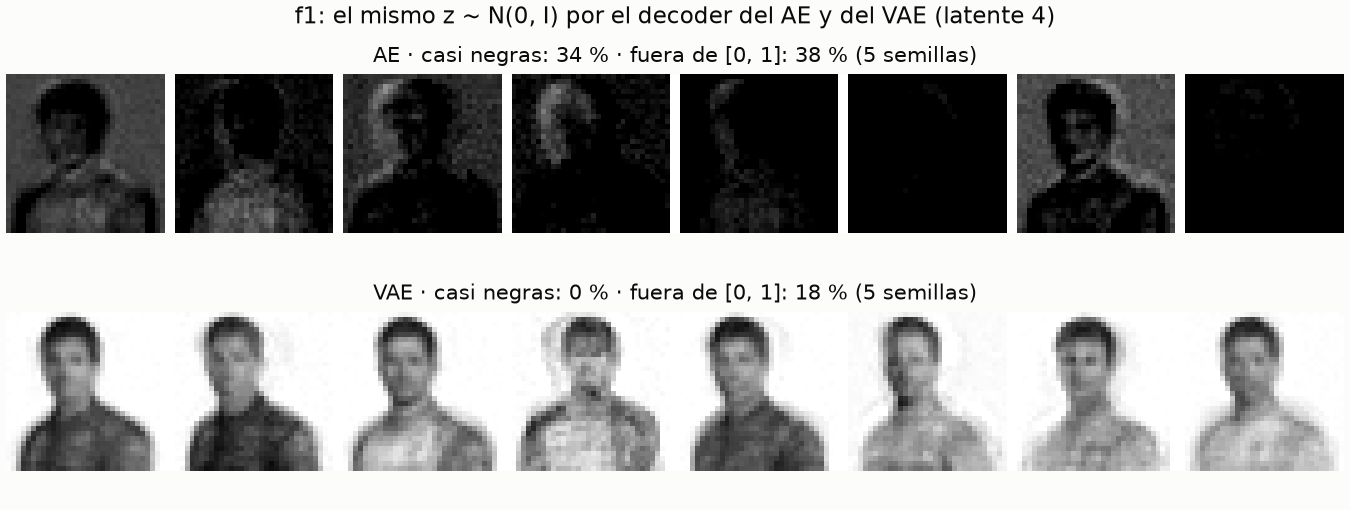 f1: el mismo z ~ N(0, I) por el decoder del AE y del VAE (latente 4)
AE · casi negras: 34 % · fuera de [0, 1]: 38 % (5 semillas)
VAE · casi negras: 0 % · fuera de [0, 1]: 18 % (5 semillas)